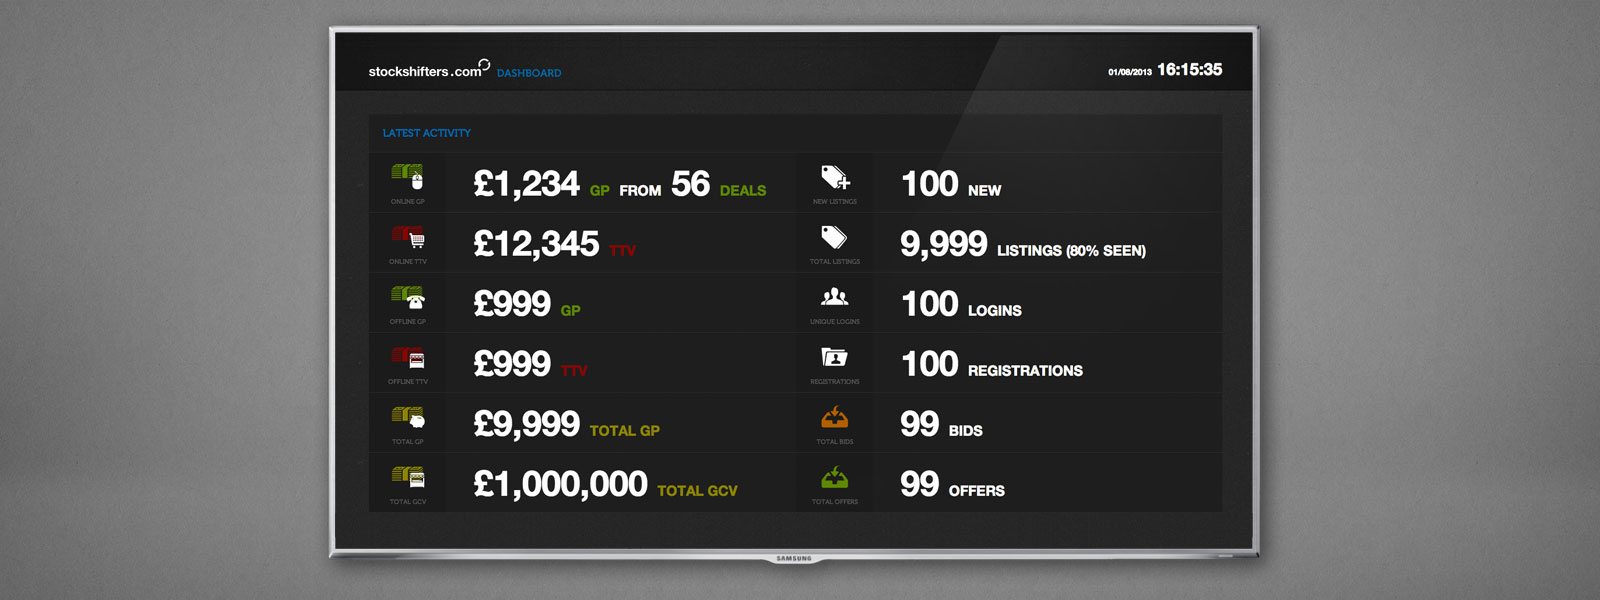 stockshifters.com DASHBOARD
01/08/2013 16:15:35
LATEST ACTIVITY
ONLINE GP
£1,234 GP FROM 56 DEALS
NEW LISTINGS
100 NEW
ONLINE TTV
£12,345 TTV
TOTAL LISTINGS
9,999 LISTINGS (80% SEEN)
OFFLINE GP
£999 GP
UNIQUE LOGINS
100 LOGINS
OFFLINE TTV
£999 TTV
REGISTRATIONS
100 REGISTRATIONS
TOTAL GP
£9,999 TOTAL GP
TOTAL BIDS
99 BIDS
TOTAL GCV
£1,000,000 TOTAL GCV
TOTAL OFFERS
99 OFFERS
SAMSUNG